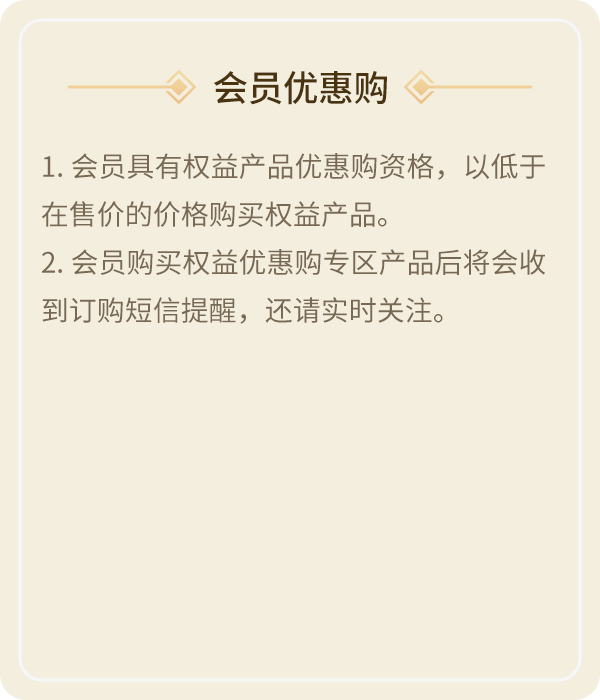 会员优惠购
1. 会员具有权益产品优惠购资格，以低于
在售价的价格购买权益产品。
2. 会员购买权益优惠购专区产品后将会收
到订购短信提醒，还请实时关注。